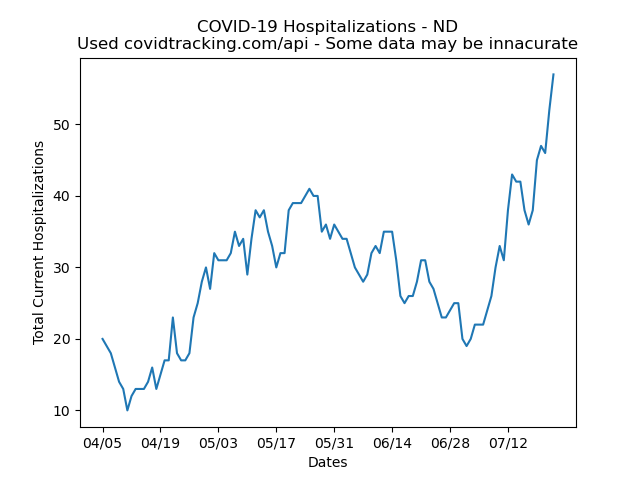 COVID-19 Hospitalizations - ND
Used covidtracking.com/api - Some data may be innacurate
Total Current Hospitalizations
50
40
30
20
10
04/05 04/19 05/03 05/17 05/31 06/14 06/28 07/12
Dates